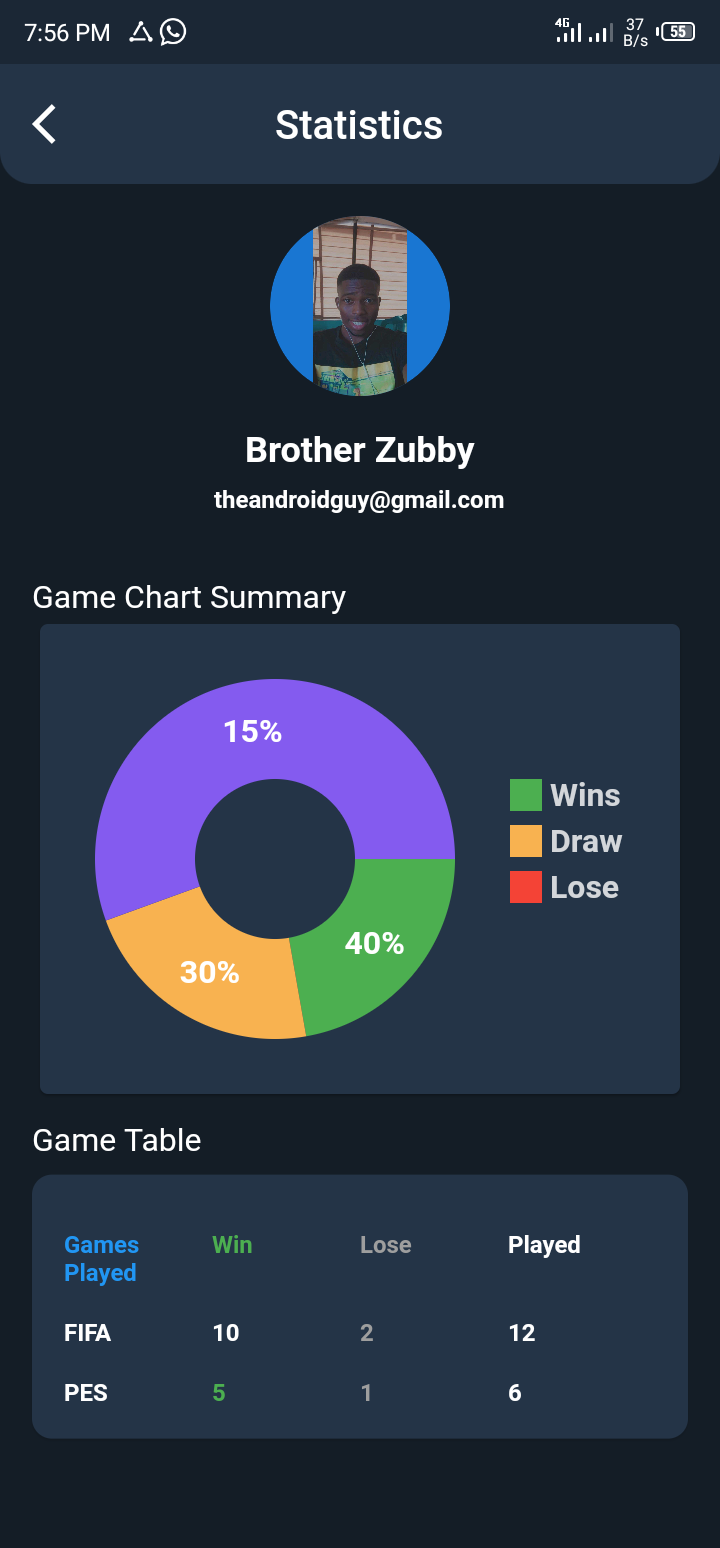 7:56 PM 4G 37 B/s 55
Statistics
Brother Zubby
theandroidguy@gmail.com
Game Chart Summary
15%
Wins
Draw
Lose
40%
30%
Game Table
Games Played Win Lose Played
FIFA 10 2 12
PES 5 1 6